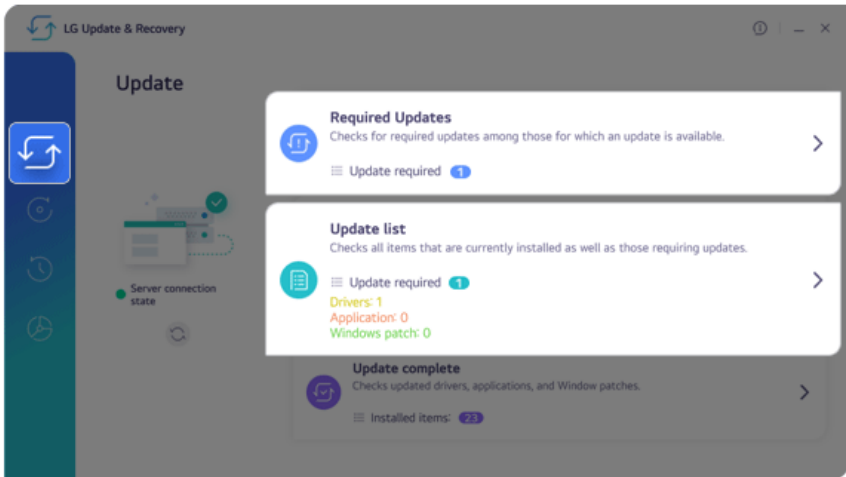 LG Update & Recovery
Update
Required Updates
Checks for required updates among those for which an update is available.
Update required 1
Update list
Checks all items that are currently installed as well as those requiring updates.
Update required 1
Drivers: 1
Application: 0
Windows patch: 0
Server connection
state
Update complete
Checks updated drivers, applications, and Window patches.
Installed items: 23